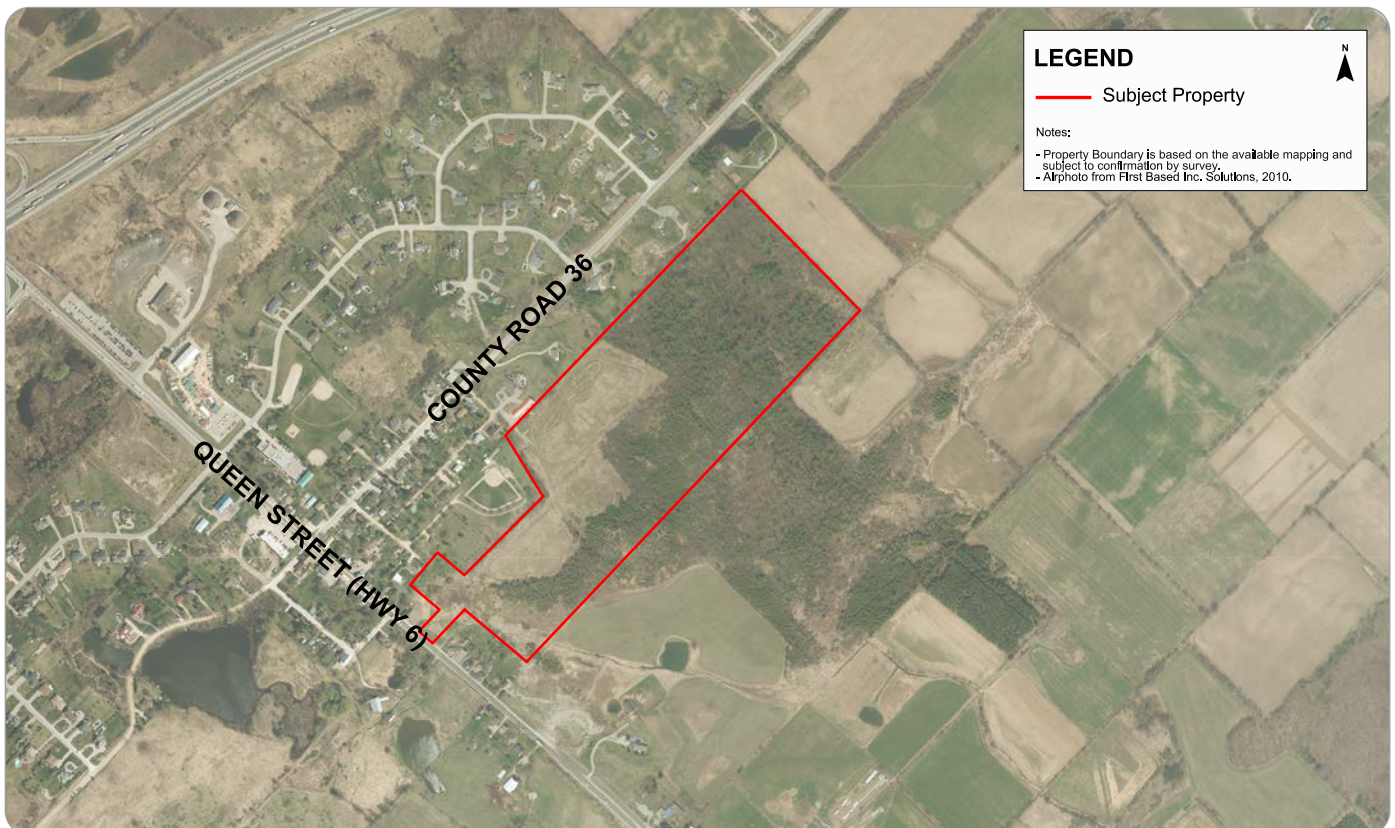 LEGEND
N
Subject Property
Notes:
- Property Boundary is based on the available mapping and
subject to confirmation by survey.
- Airphoto from First Based Inc. Solutions, 2010.
COUNTY ROAD 36
QUEEN STREET (HWY 6)